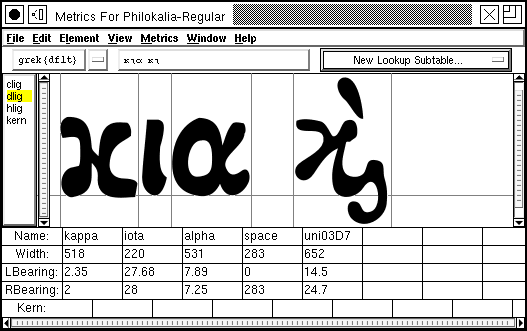 Metrics For Philokalia-Regular
File Edit Element View Metrics Window Help
grek{dflt} κια κι New Lookup Subtable...
clig
dlig
hlig
kern
κια ϗ
Name: kappa iota alpha space uni03D7
Width: 518 220 531 283 652
LBearing: 2.35 27.68 7.89 0 14.5
RBearing: 2 28 7.25 283 24.7
Kern: